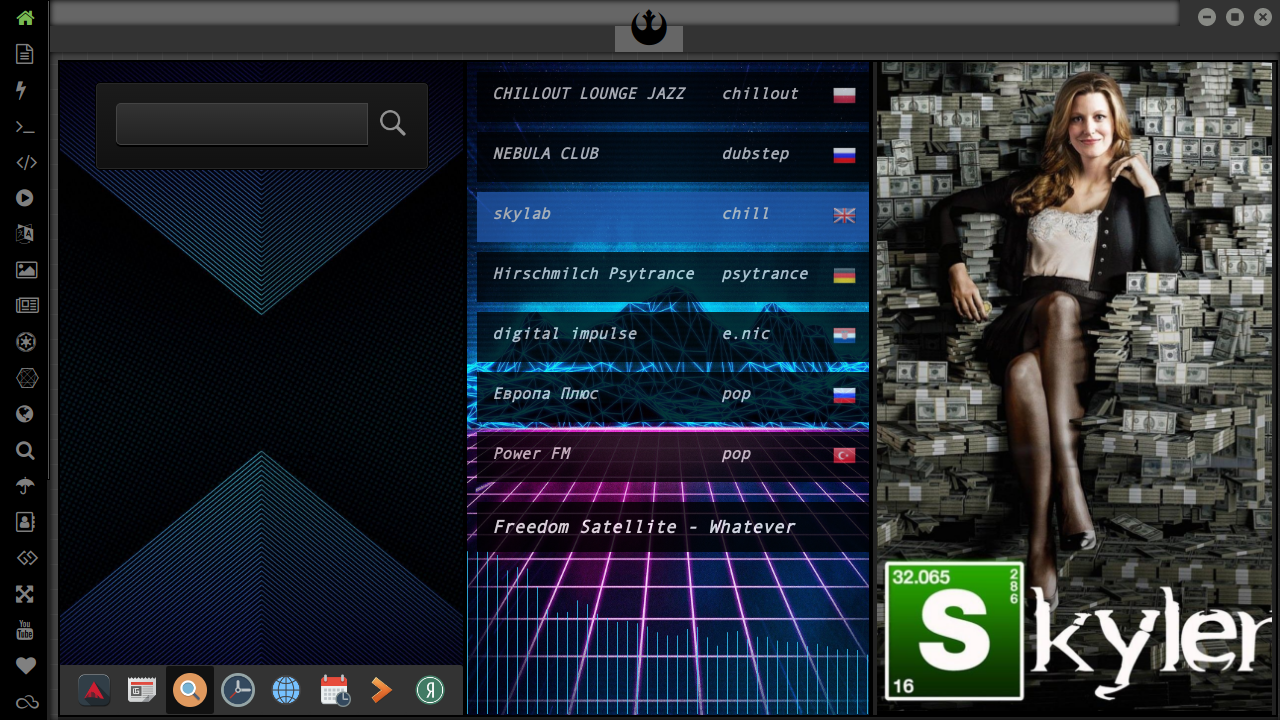 CHILLOUT LOUNGE JAZZ chillout
NEBULA CLUB dubstep
skylab chill
Hirschmilch Psytrance psytrance
digital impulse e.nic
Европа Плюс pop
Power FM pop
Freedom Satellite - Whatever
32.065 2 8 6
S kyler
16
You
Tube
Я